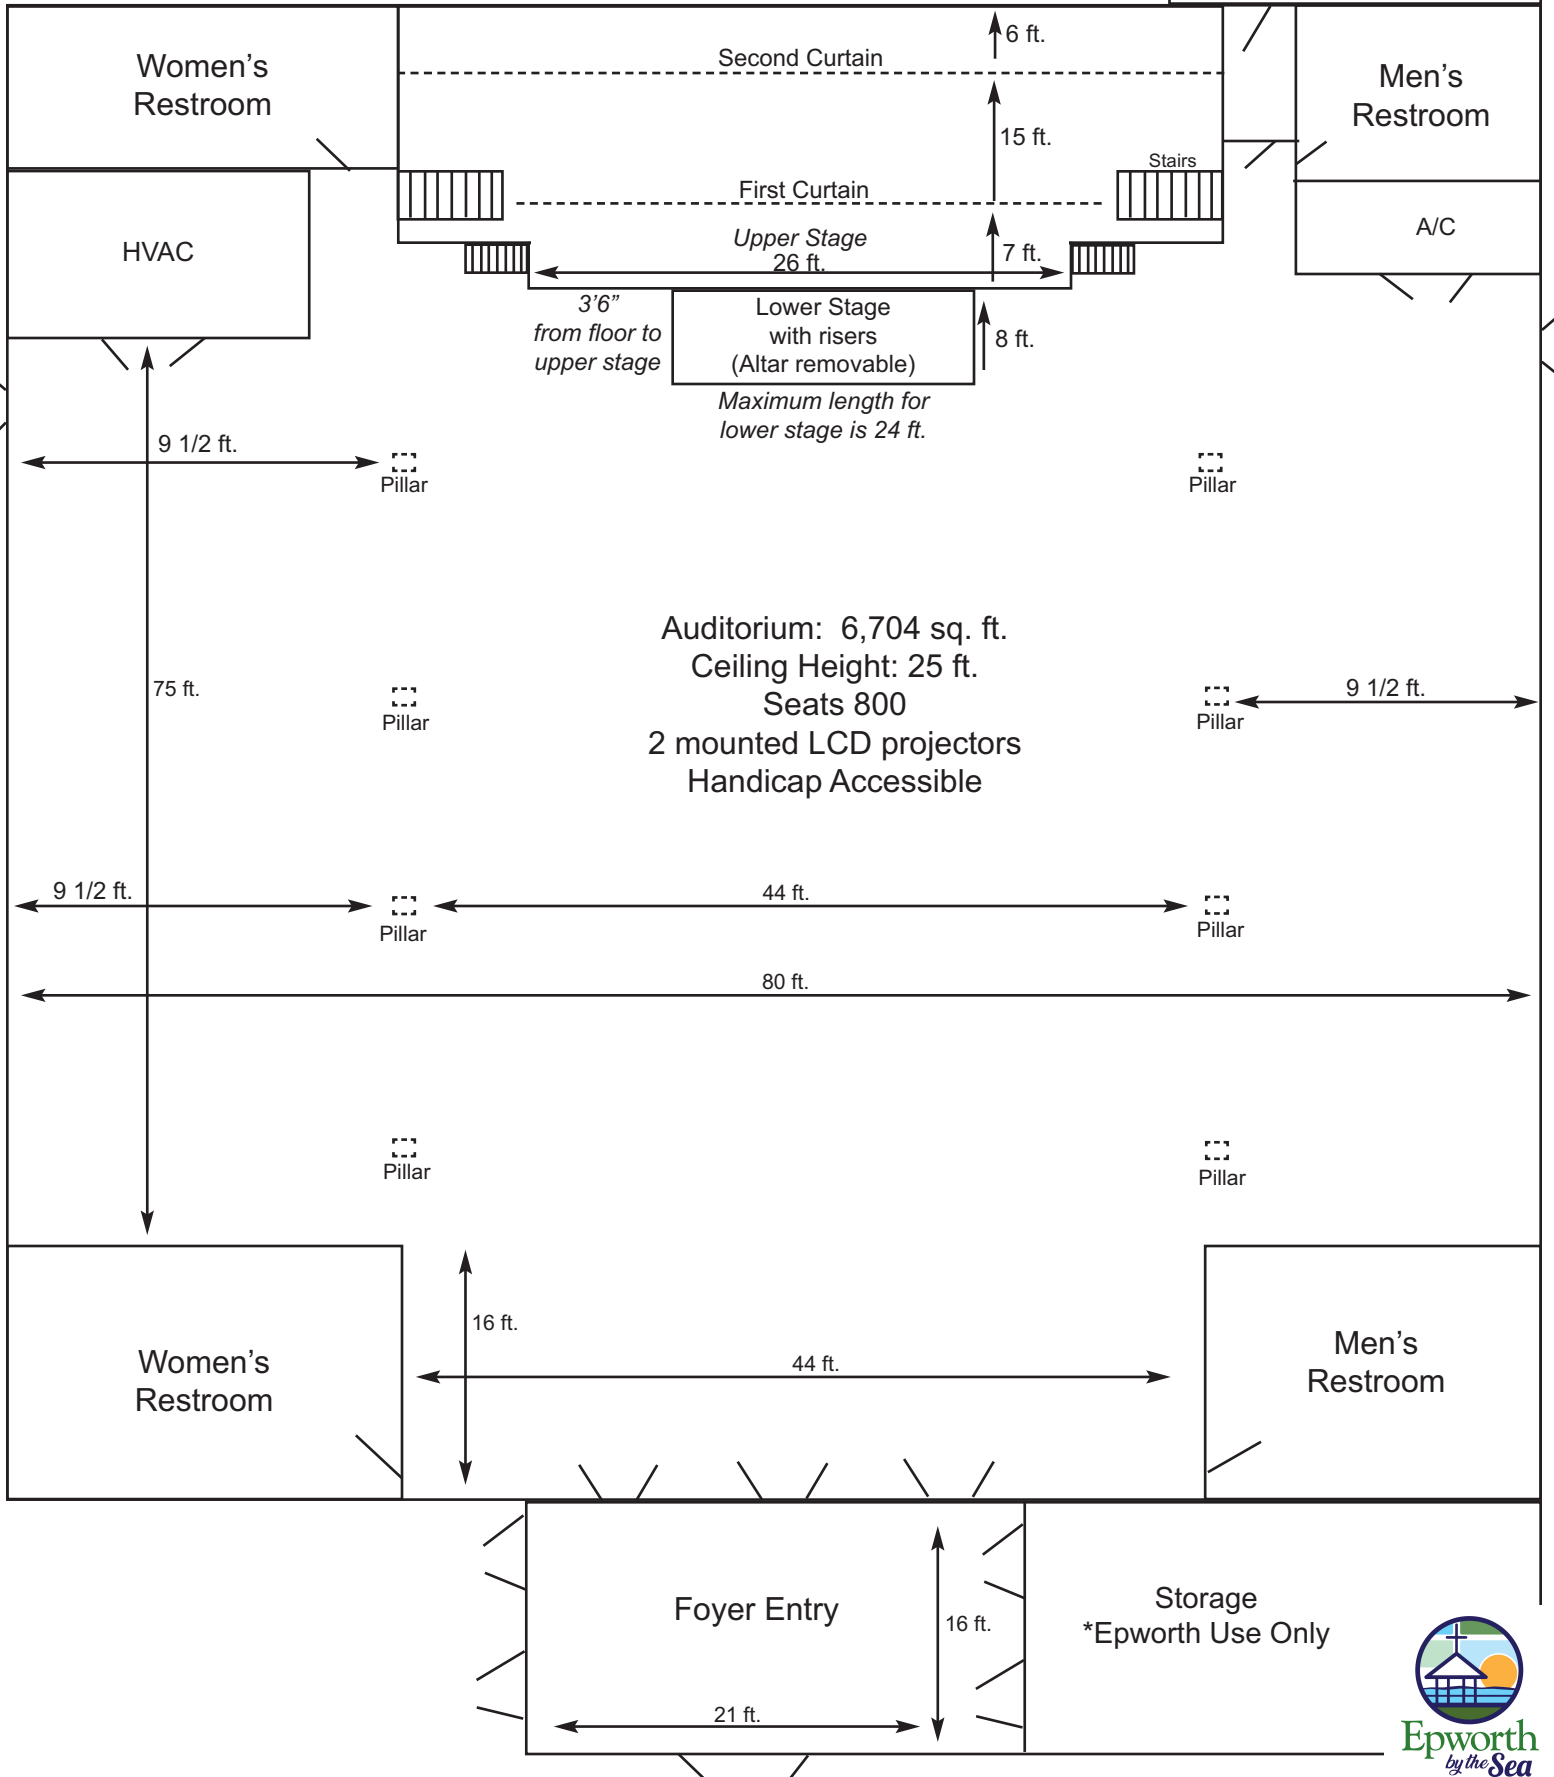 6 ft.
Second Curtain
Women’s
Restroom
Men’s
Restroom
15 ft.
Stairs
First Curtain
HVAC
Upper Stage
26 ft.
7 ft.
A/C
3’6”
from floor to
upper stage
Lower Stage
with risers
(Altar removable)
8 ft.
Maximum length for
lower stage is 24 ft.
9 1/2 ft.
Pillar
Pillar
Auditorium: 6,704 sq. ft.
Ceiling Height: 25 ft.
Seats 800
2 mounted LCD projectors
Handicap Accessible
75 ft.
9 1/2 ft.
Pillar
Pillar
9 1/2 ft.
44 ft.
Pillar
Pillar
80 ft.
Pillar
Pillar
16 ft.
Women’s
Restroom
44 ft.
Men’s
Restroom
Foyer Entry
16 ft.
21 ft.
Storage
*Epworth Use Only
Epworth
by the Sea